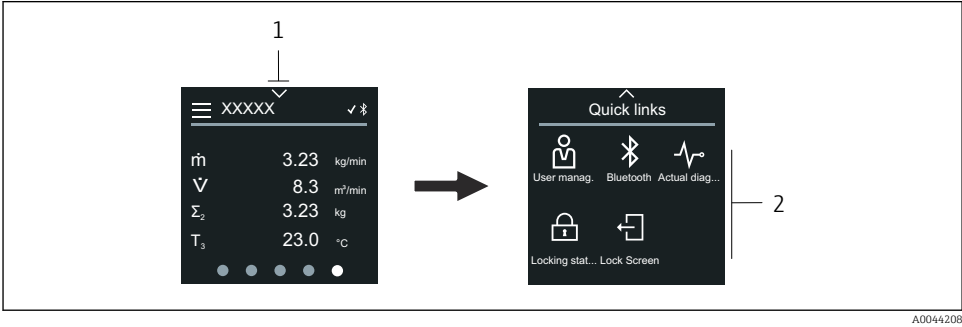 1
XXXXX
ṁ 3.23 kg/min
V̇ 8.3 m³/min
Σ₂ 3.23 kg
T₃ 23.0 °C
Quick links
User manag. Bluetooth Actual diag...
Locking stat... Lock Screen
2
A0044208